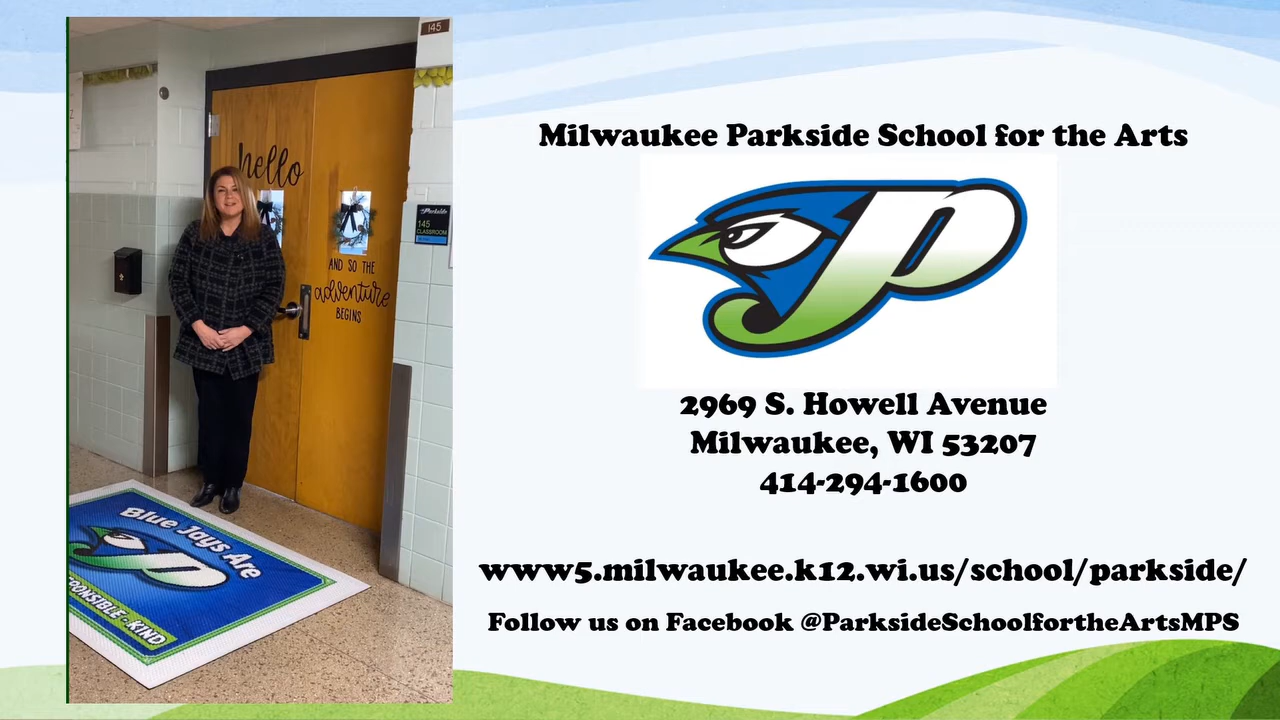 145
Z
hello
Parkside
145
CLASSROOM
AND SO THE
adventure
BEGINS
Blue Jays Are
P
PONSIBLE • KIND
Milwaukee Parkside School for the Arts
P
2969 S. Howell Avenue
Milwaukee, WI 53207
414-294-1600
www5.milwaukee.k12.wi.us/school/parkside/
Follow us on Facebook @ParksideSchoolfortheArtsMPS